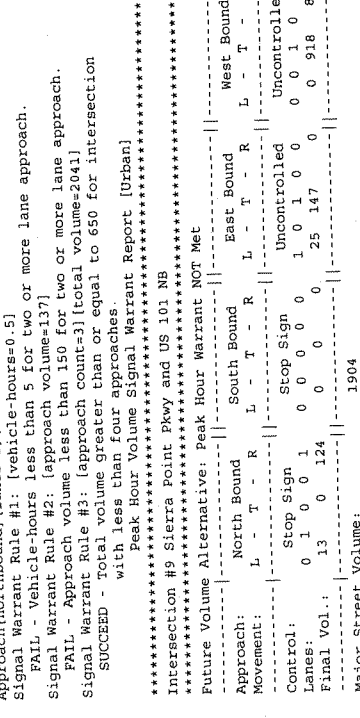 Signal Warrant Rule #1: [vehicle-hours=0.5]
FAIL - Vehicle-hours less than 5 for two or more lane approach.
Signal Warrant Rule #2: [approach volume=137]
FAIL - Approach volume less than 150 for two or more lane approach.
Signal Warrant Rule #3: [approach count=3][total volume=2041]
SUCCEED - Total volume greater than or equal to 650 for intersection
with less than four approaches.
Peak Hour Volume Signal Warrant Report [Urban]
********************************************************************************
Intersection #9 Sierra Point Pkwy and US 101 NB
********************************************************************************
Future Volume Alternative: Peak Hour Warrant NOT Met
Approach: North Bound South Bound East Bound West Bound
Movement: L - T - R L - T - R L - T - R L - T -
Control: Stop Sign Stop Sign Uncontrolled Uncontrolle
Lanes: 0 1 0 0 1 0 0 0 0 0 1 0 1 0 0 0 0 1 0
Final Vol.: 13 0 124 0 0 0 25 147 0 0 918 8
Major Street Volume: 1904